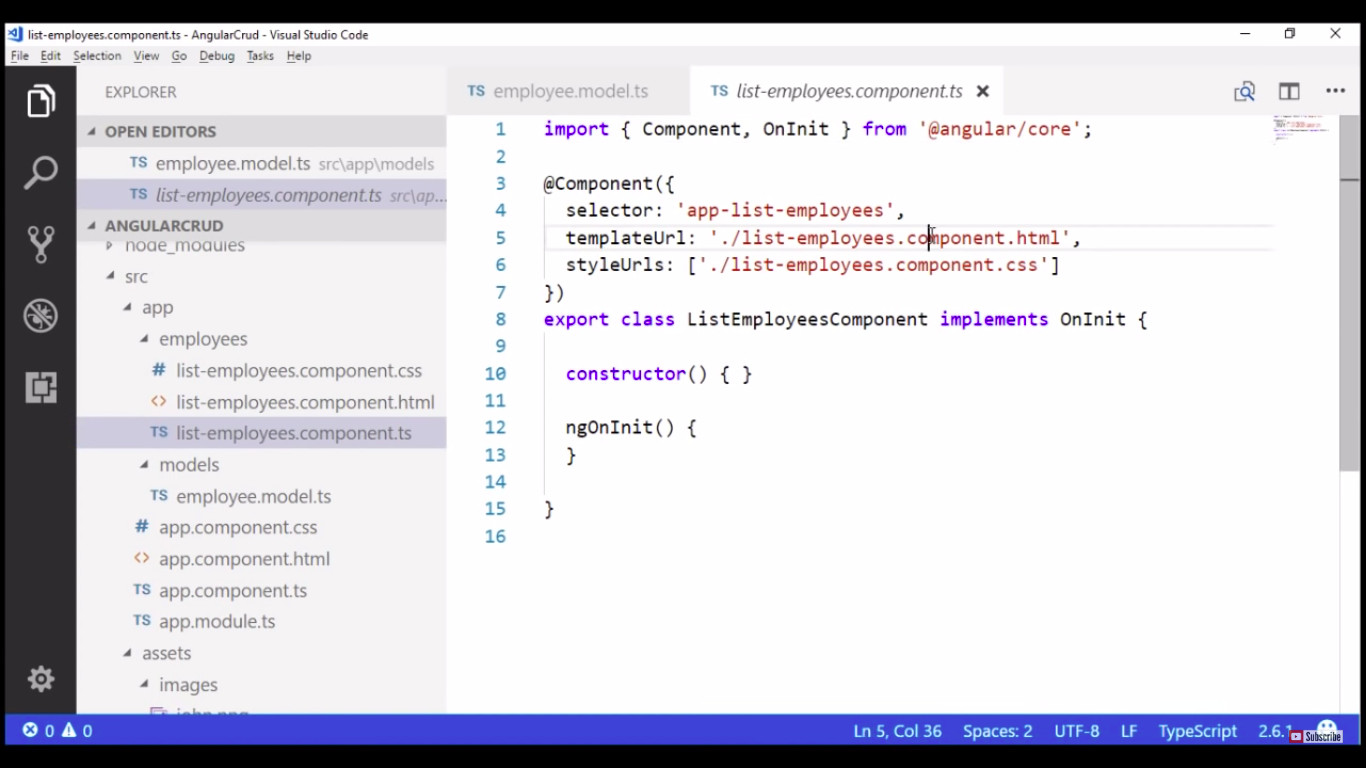 list-employees.component.ts - AngularCrud - Visual Studio Code
File Edit Selection View Go Debug Tasks Help
EXPLORER
OPEN EDITORS
TS employee.model.ts src\app\models
TS list-employees.component.ts src\ap...
ANGULARCRUD
node_modules
src
app
employees
# list-employees.component.css
<> list-employees.component.html
TS list-employees.component.ts
models
TS employee.model.ts
# app.component.css
<> app.component.html
TS app.component.ts
TS app.module.ts
assets
images
john.png
TS employee.model.ts
TS list-employees.component.ts
1 import { Component, OnInit } from '@angular/core';
2
3 @Component({
4 selector: 'app-list-employees',
5 templateUrl: './list-employees.component.html',
6 styleUrls: ['./list-employees.component.css']
7 })
8 export class ListEmployeesComponent implements OnInit {
9
10 constructor() { }
11
12 ngOnInit() {
13 }
14
15 }
16
0 0 Ln 5, Col 36 Spaces: 2 UTF-8 LF TypeScript 2.6.1
Subscribe